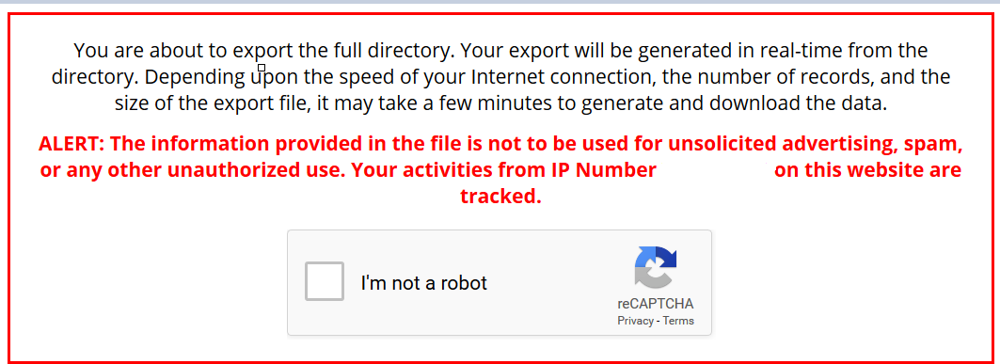 You are about to export the full directory. Your export will be generated in real-time from the
directory. Depending upon the speed of your Internet connection, the number of records, and the
size of the export file, it may take a few minutes to generate and download the data.
ALERT: The information provided in the file is not to be used for unsolicited advertising, spam,
or any other unauthorized use. Your activities from IP Number on this website are
tracked.
I'm not a robot
reCAPTCHA
Privacy - Terms